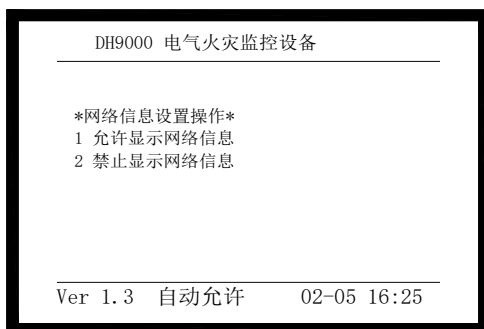 DH9000 电气火灾监控设备
*网络信息设置操作*
1 允许显示网络信息
2 禁止显示网络信息
Ver 1.3 自动允许 02-05 16:25